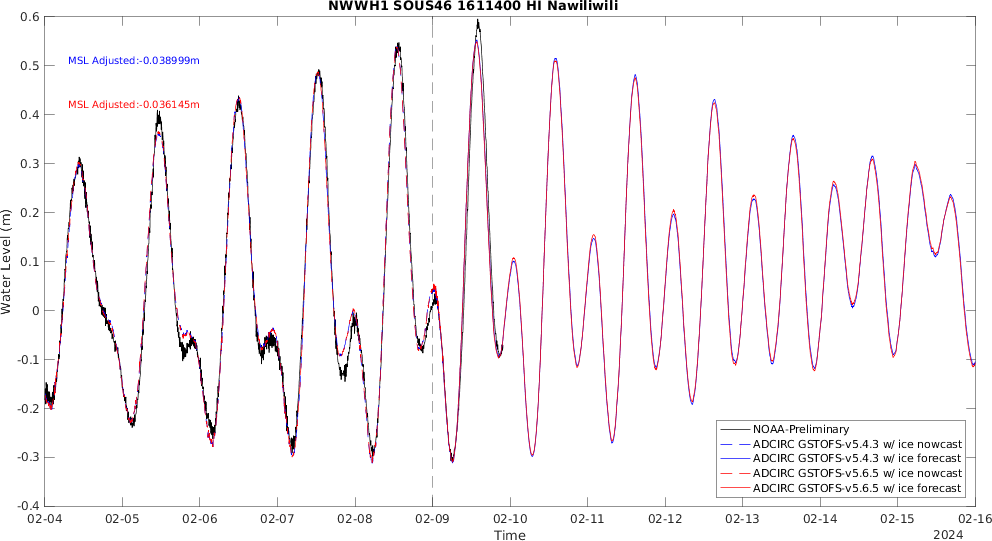 NWWH1 SOUS46 1611400 HI Nawiliwili
MSL Adjusted:-0.038999m
MSL Adjusted:-0.036145m
Water Level (m)
0.6
0.5
0.4
0.3
0.2
0.1
0
-0.1
-0.2
-0.3
-0.4
NOAA-Preliminary
ADCIRC GSTOFS-v5.4.3 w/ ice nowcast
ADCIRC GSTOFS-v5.4.3 w/ ice forecast
ADCIRC GSTOFS-v5.6.5 w/ ice nowcast
ADCIRC GSTOFS-v5.6.5 w/ ice forecast
02-04 02-05 02-06 02-07 02-08 02-09 02-10 02-11 02-12 02-13 02-14 02-15 02-16
Time
2024